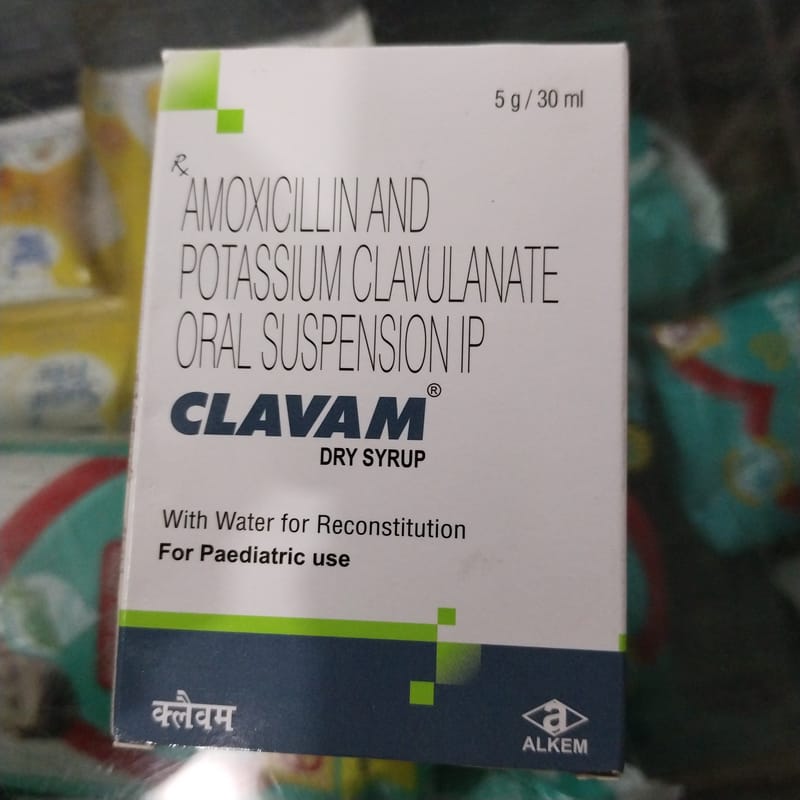 5 g / 30 ml
Rx
AMOXICILLIN AND
POTASSIUM CLAVULANATE
ORAL SUSPENSION IP
CLAVAM®
DRY SYRUP
With Water for Reconstitution
For Paediatric use
क्लैवम
a
ALKEM